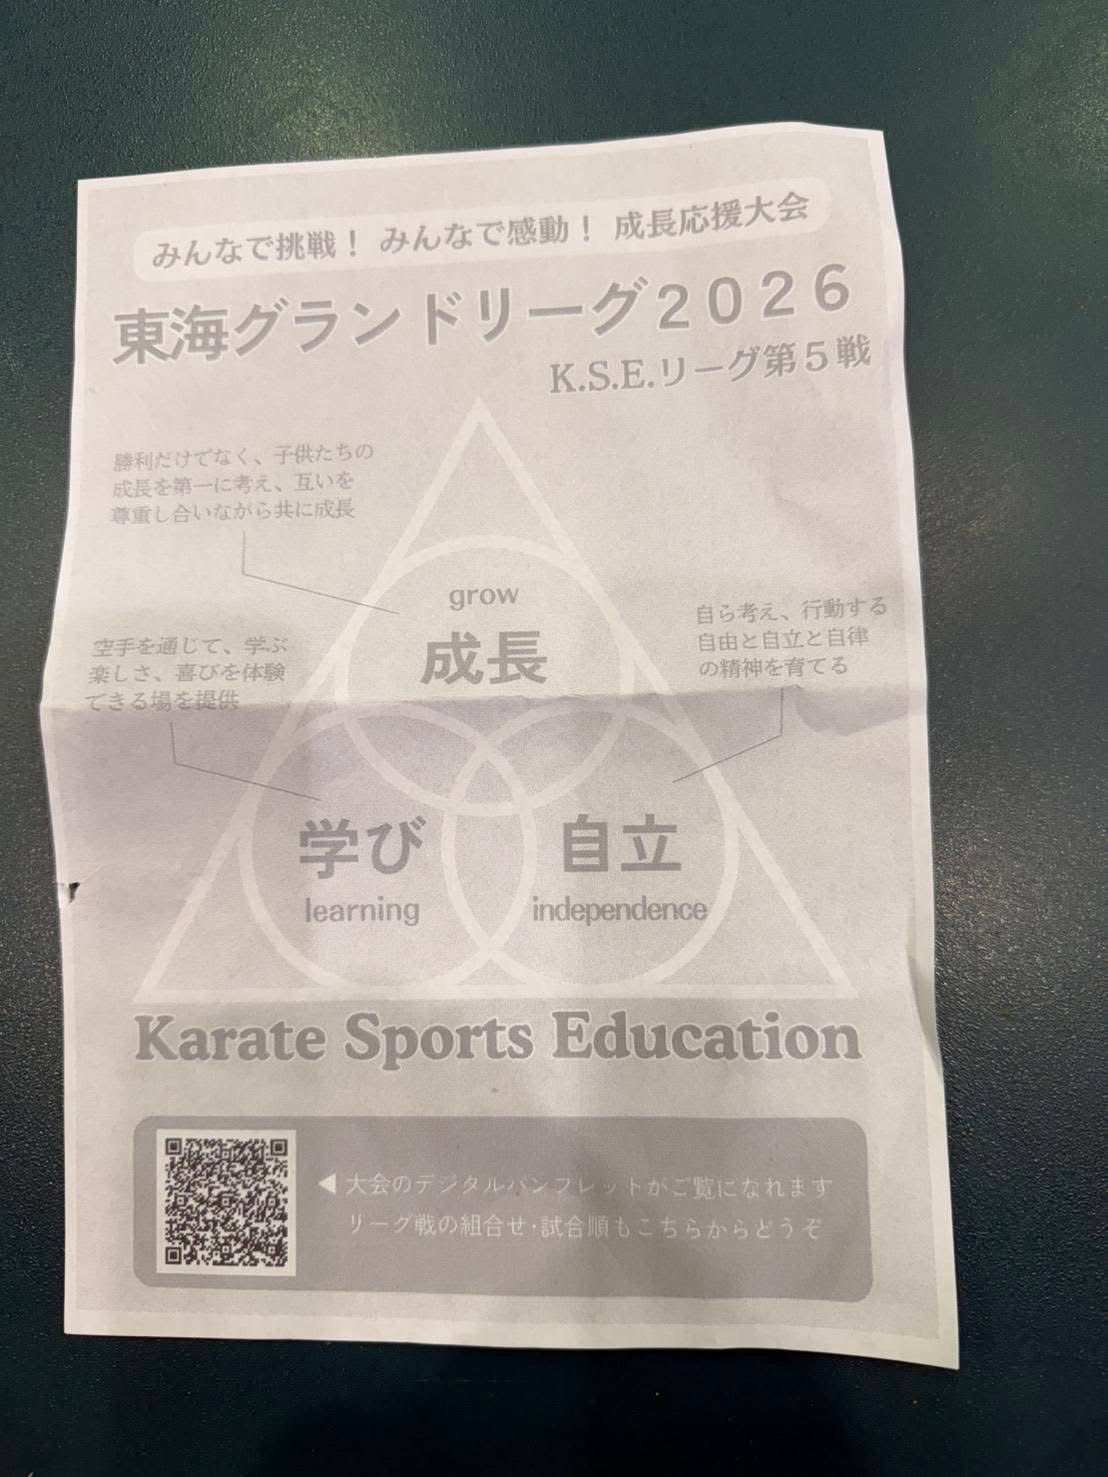 みんなで挑戦！ みんなで感動！ 成長応援大会
東海グランドリーグ２０２６
K.S.E.リーグ第５戦
勝利だけでなく、子供たちの
成長を第一に考え、互いを
尊重し合いながら共に成長
grow
成長
自ら考え、行動する
自由と自立と自律
の精神を育てる
空手を通じて、学ぶ
楽しさ、喜びを体験
できる場を提供
学び
learning
自立
independence
Karate Sports Education
◀ 大会のデジタルパンフレットがご覧になれます
リーグ戦の組合せ・試合順もこちらからどうぞ